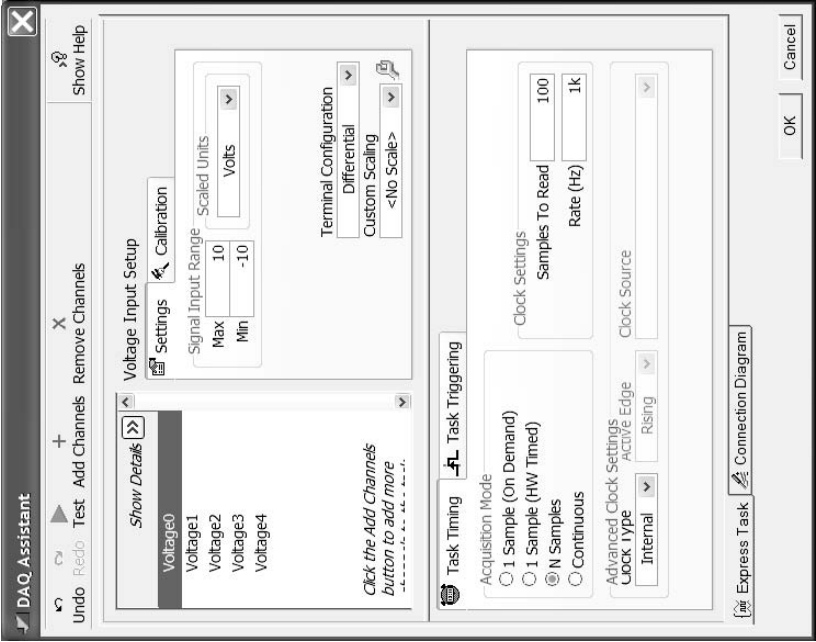 DAQ Assistant
Undo Redo Test Add Channels Remove Channels Show Help
Show Details
Voltage0
Voltage1
Voltage2
Voltage3
Voltage4
Click the Add Channels
button to add more
Voltage Input Setup
Settings Calibration
Signal Input Range
Max 10
Min -10
Scaled Units
Volts
Terminal Configuration
Differential
Custom Scaling
<No Scale>
Task Timing Task Triggering
Acquisition Mode
1 Sample (On Demand)
1 Sample (HW Timed)
N Samples
Continuous
Clock Settings
Samples To Read 100
Rate (Hz) 1k
Advanced Clock Settings
Clock Type Active Edge Clock Source
Internal Rising
Express Task Connection Diagram
OK Cancel